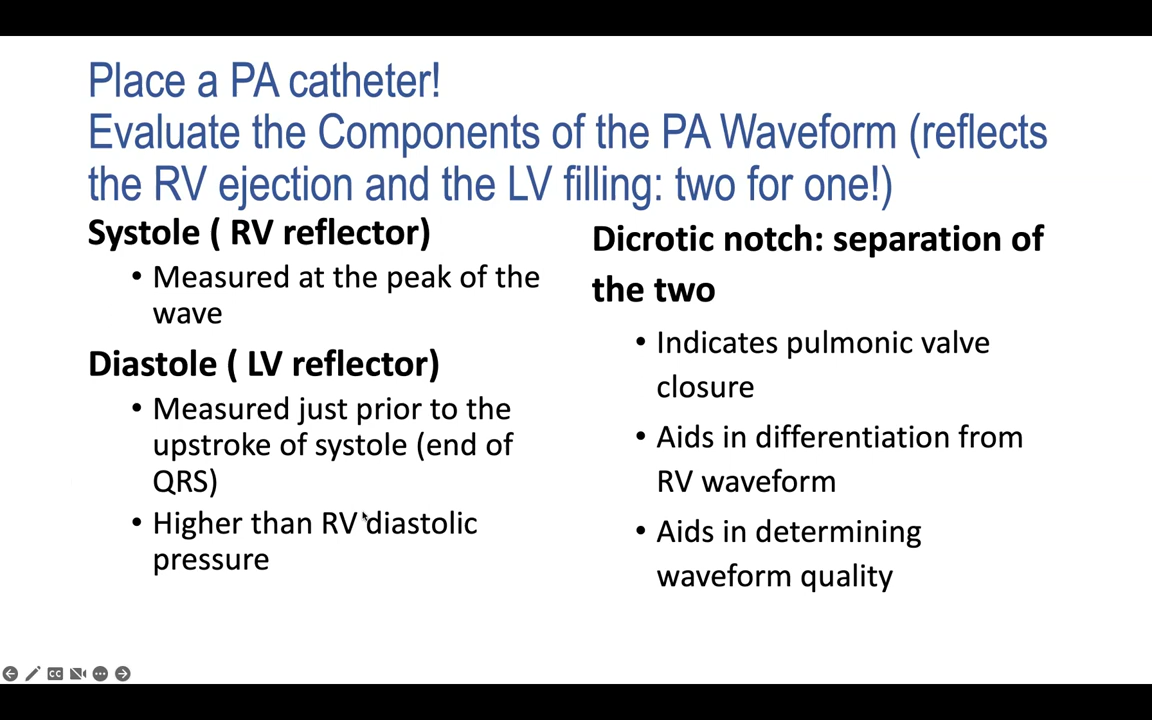 Place a PA catheter!
Evaluate the Components of the PA Waveform (reflects
the RV ejection and the LV filling: two for one!)
Systole ( RV reflector)
• Measured at the peak of the
wave
Diastole ( LV reflector)
• Measured just prior to the
upstroke of systole (end of
QRS)
• Higher than RV diastolic
pressure
Dicrotic notch: separation of
the two
• Indicates pulmonic valve
closure
• Aids in differentiation from
RV waveform
• Aids in determining
waveform quality
CC